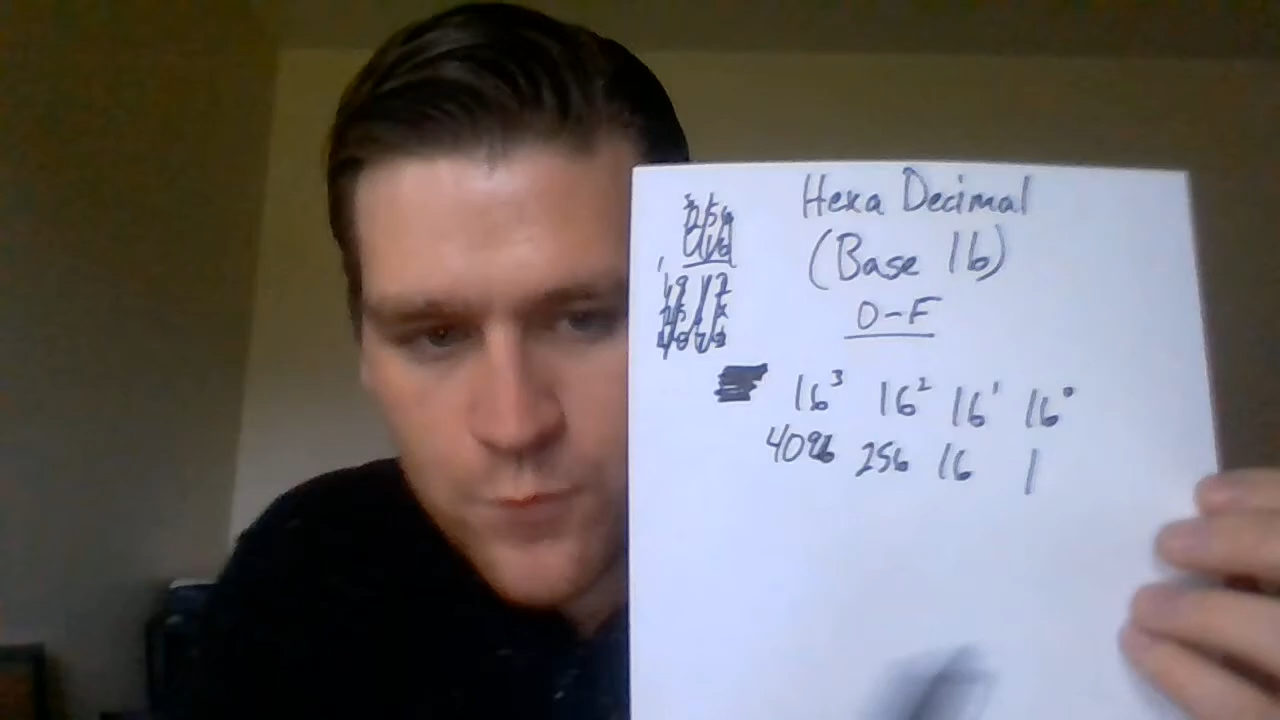 Hexa Decimal
(Base 16)
0-F
16³ 16² 16¹ 16⁰
4096 256 16 1